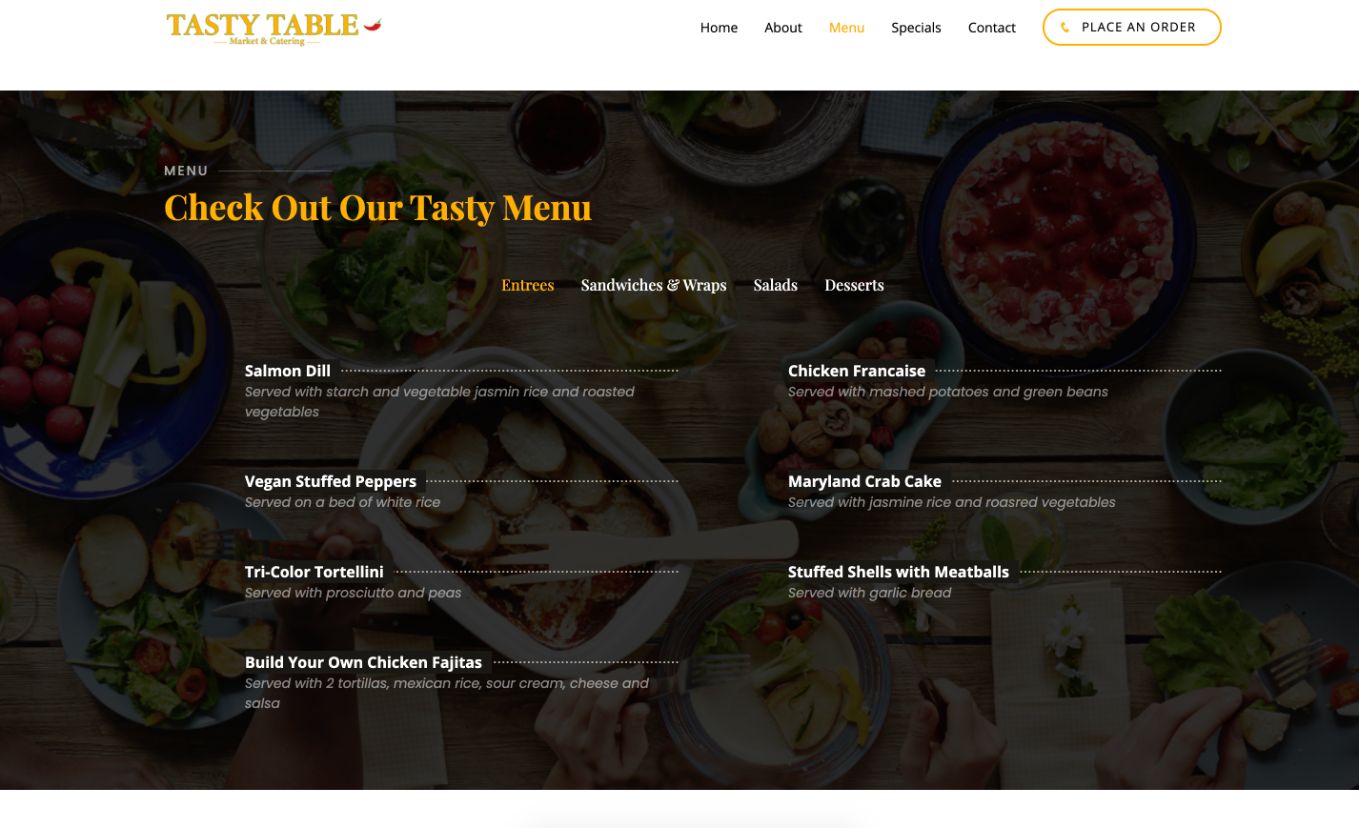 TASTY TABLE
Market & Catering
Home About Menu Specials Contact PLACE AN ORDER
MENU
Check Out Our Tasty Menu
Entrees Sandwiches & Wraps Salads Desserts
Salmon Dill
Served with starch and vegetable jasmin rice and roasted
vegetables
Chicken Francaise
Served with mashed potatoes and green beans
Vegan Stuffed Peppers
Served on a bed of white rice
Maryland Crab Cake
Served with jasmine rice and roasred vegetables
Tri-Color Tortellini
Served with prosciutto and peas
Stuffed Shells with Meatballs
Served with garlic bread
Build Your Own Chicken Fajitas
Served with 2 tortillas, mexican rice, sour cream, cheese and
salsa